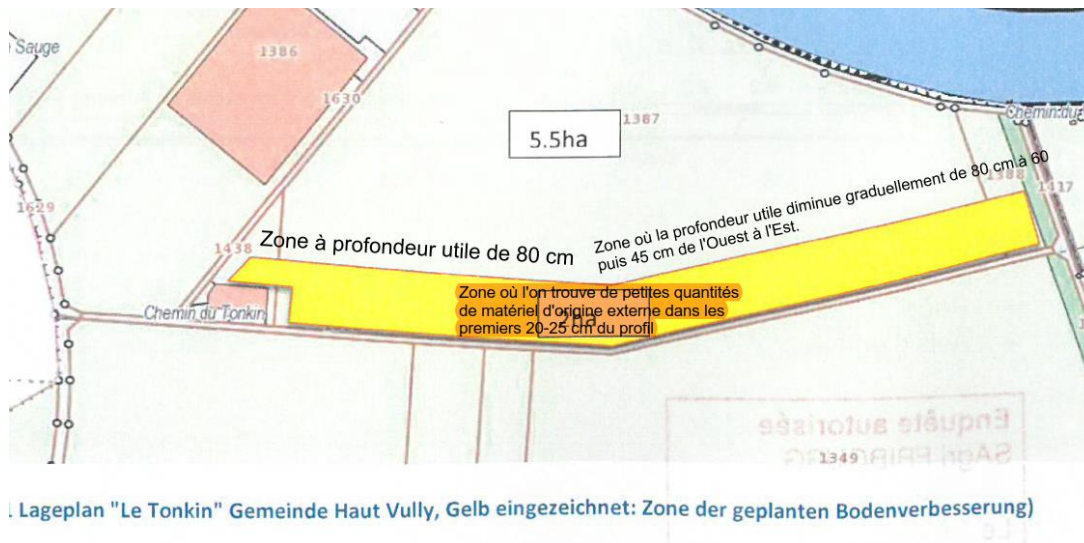 Sauge
1386
1630
5.5ha
1387
Chemin du
1388
1417
1629
1438
Zone à profondeur utile de 80 cm
Zone où la profondeur utile diminue graduellement de 80 cm à 60
puis 45 cm de l'Ouest à l'Est.
Zone où l'on trouve de petites quantités
de matériel d'origine externe dans les
premiers 20-25 cm du profil
2ha
Chemin du Tonkin
Enquête autorisée
SAgri FRIBOURG
1349
Le
. Lageplan "Le Tonkin" Gemeinde Haut Vully, Gelb eingezeichnet: Zone der geplanten Bodenverbesserung)